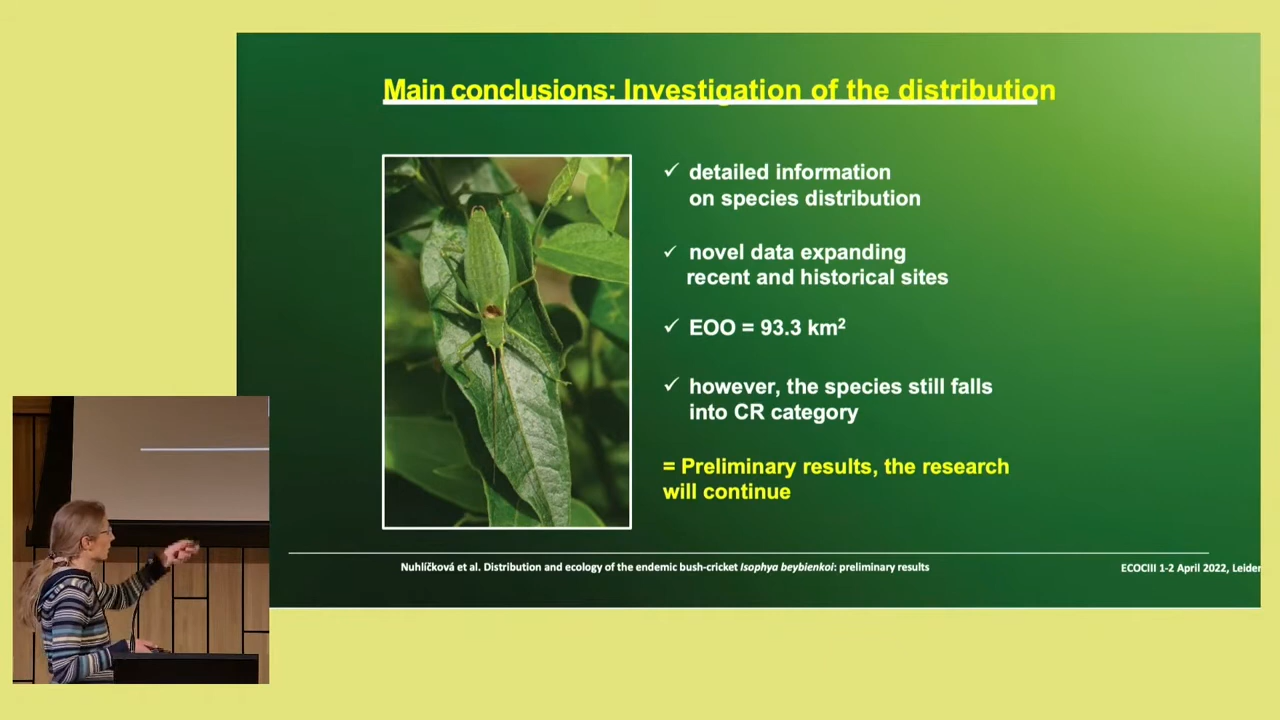 Main conclusions: Investigation of the distribution
✓ detailed information
on species distribution
✓ novel data expanding
recent and historical sites
✓ EOO = 93.3 km²
✓ however, the species still falls
into CR category
= Preliminary results, the research
will continue
Nuhlíčková et al. Distribution and ecology of the endemic bush-cricket Isophya beybienkoi: preliminary results
ECOCIII 1-2 April 2022, Leiden